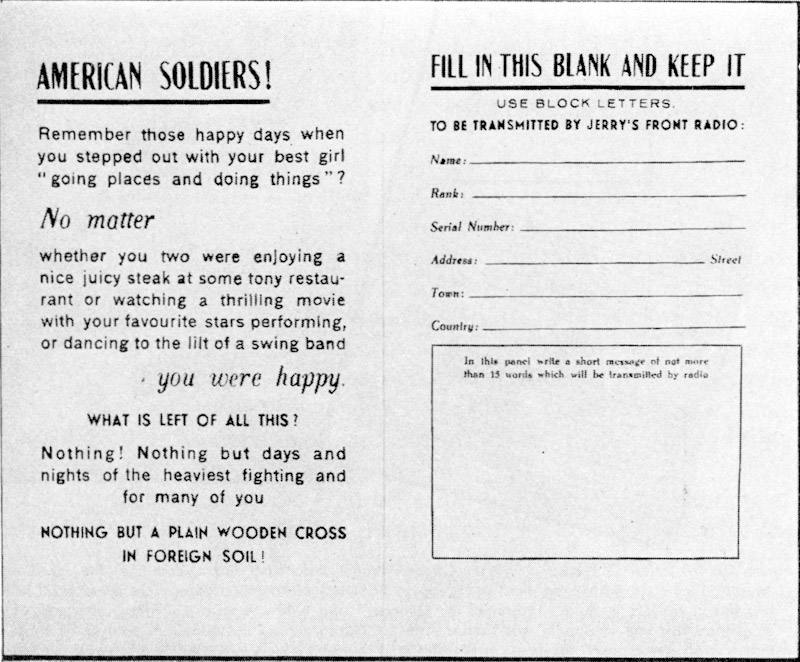 AMERICAN SOLDIERS!
Remember those happy days when
you stepped out with your best girl
"going places and doing things"?
No matter
whether you two were enjoying a
nice juicy steak at some tony restau-
rant or watching a thrilling movie
with your favourite stars performing,
or dancing to the lilt of a swing band
you were happy.
WHAT IS LEFT OF ALL THIS?
Nothing! Nothing but days and
nights of the heaviest fighting and
for many of you
NOTHING BUT A PLAIN WOODEN CROSS
IN FOREIGN SOIL!
FILL IN THIS BLANK AND KEEP IT
USE BLOCK LETTERS.
TO BE TRANSMITTED BY JERRY'S FRONT RADIO:
Name:
Rank:
Serial Number:
Address: Street
Town:
Country:
In this panel write a short message of not more
than 15 words which will be transmitted by radio